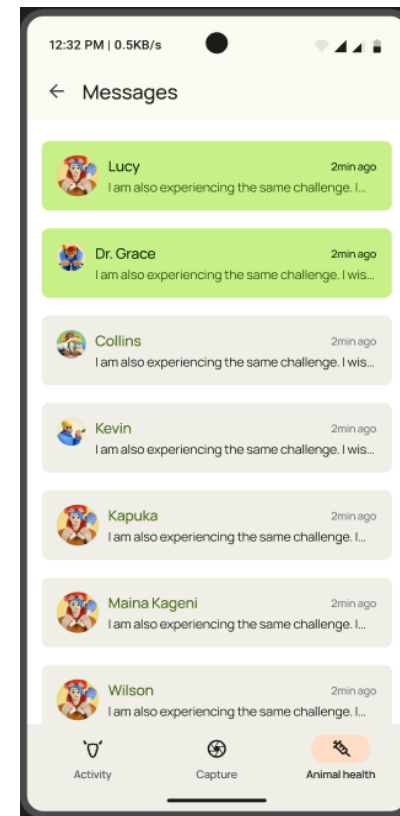 12:32 PM | 0.5KB/s
Messages
Lucy 2min ago
I am also experiencing the same challenge. I...
Dr. Grace 2min ago
I am also experiencing the same challenge. I wis...
Collins 2min ago
I am also experiencing the same challenge. I wis...
Kevin 2min ago
I am also experiencing the same challenge. I wis...
Kapuka 2min ago
I am also experiencing the same challenge. I...
Maina Kageni 2min ago
I am also experiencing the same challenge. I...
Wilson 2min ago
I am also experiencing the same challenge. I...
Activity Capture Animal health